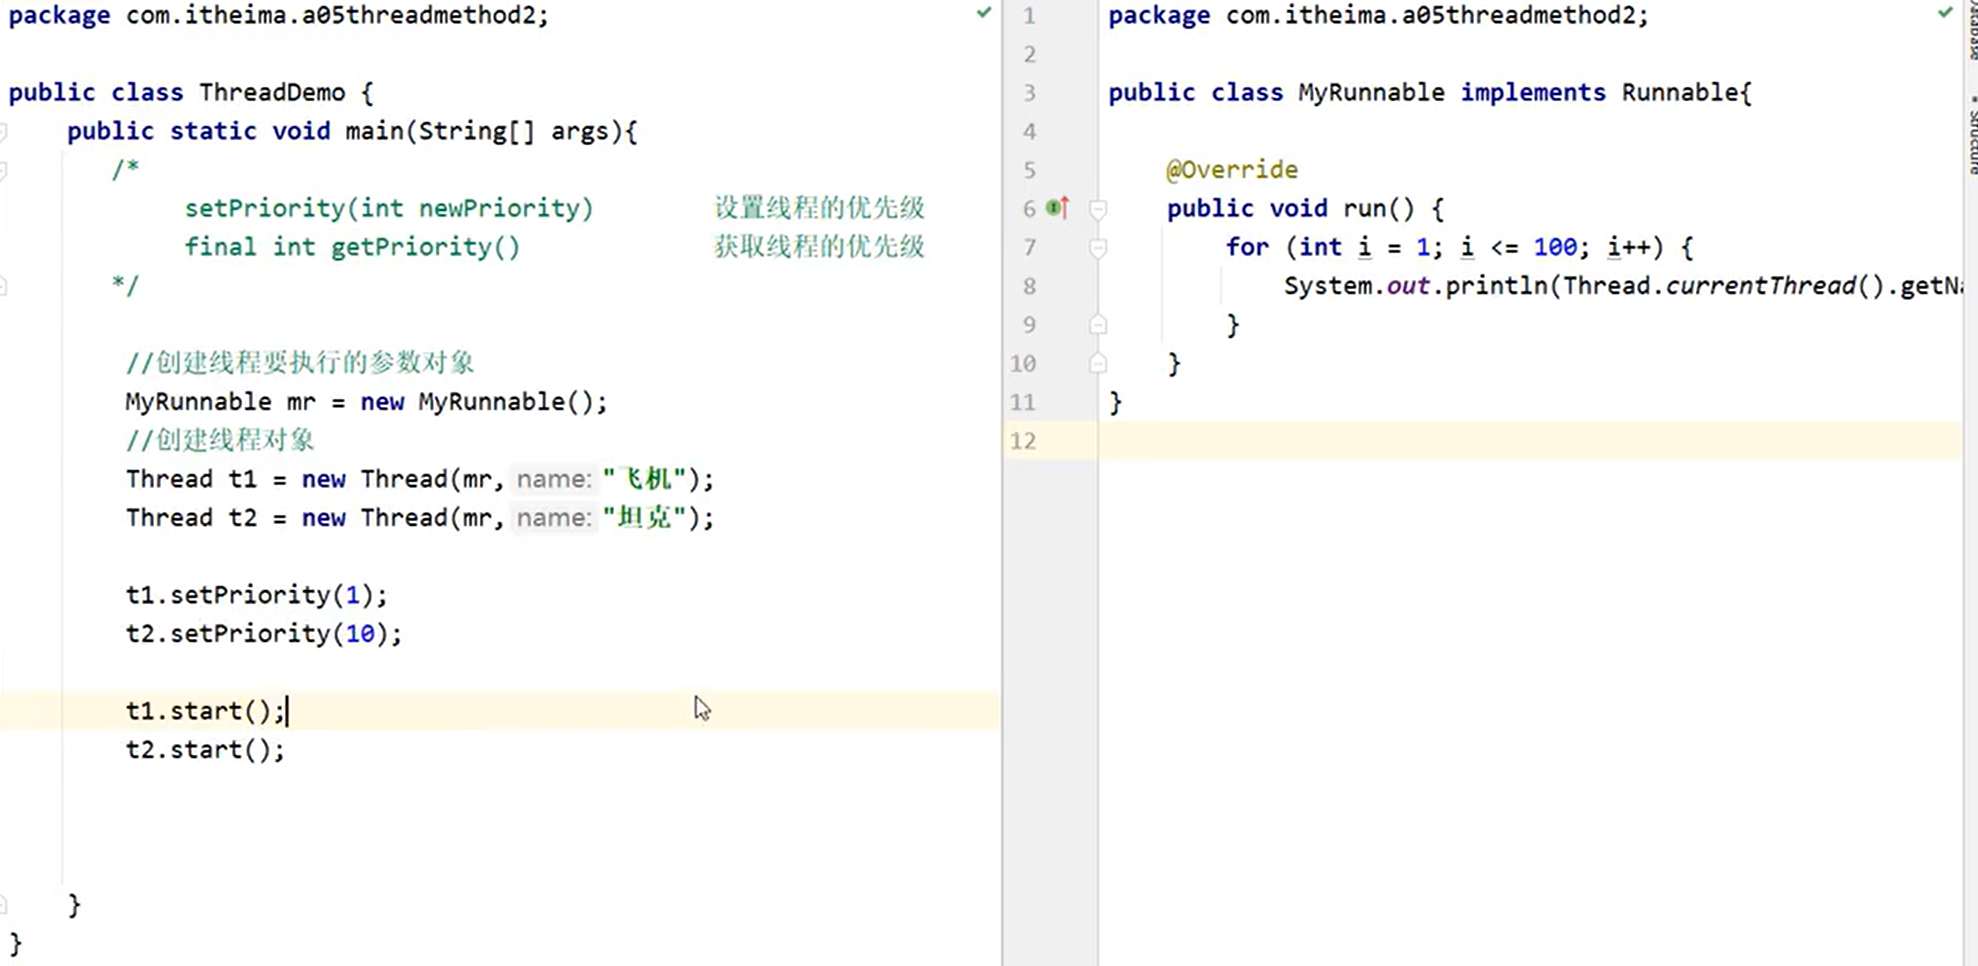 package com.itheima.a05threadmethod2;
public class ThreadDemo {
public static void main(String[] args){
/*
setPriority(int newPriority) 设置线程的优先级
final int getPriority() 获取线程的优先级
*/
//创建线程要执行的参数对象
MyRunnable mr = new MyRunnable();
//创建线程对象
Thread t1 = new Thread(mr, name: "飞机");
Thread t2 = new Thread(mr, name: "坦克");
t1.setPriority(1);
t2.setPriority(10);
t1.start();
t2.start();
}
}
1 package com.itheima.a05threadmethod2;
2
3 public class MyRunnable implements Runnable{
4
5 @Override
6 public void run() {
7 for (int i = 1; i <= 100; i++) {
8 System.out.println(Thread.currentThread().getNa
9 }
10 }
11 }
12
Structure